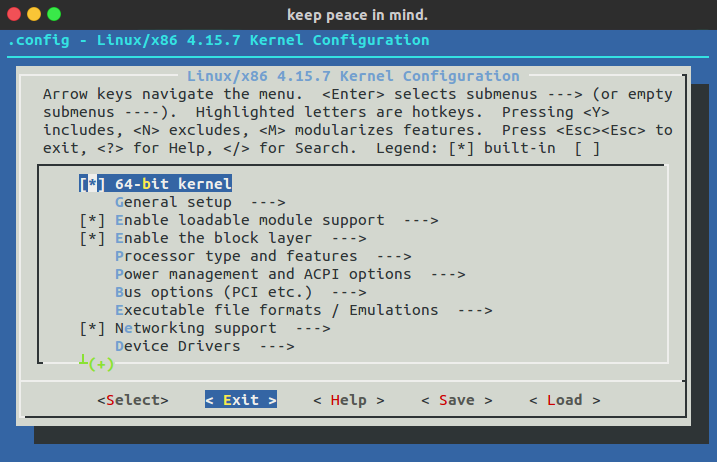 keep peace in mind.
.config - Linux/x86 4.15.7 Kernel Configuration
Linux/x86 4.15.7 Kernel Configuration
Arrow keys navigate the menu.  <Enter> selects submenus ---> (or empty
submenus ----).  Highlighted letters are hotkeys.  Pressing <Y>
includes, <N> excludes, <M> modularizes features.  Press <Esc><Esc> to
exit, <?> for Help, </> for Search.  Legend: [*] built-in  [ ]
[*] 64-bit kernel
General setup  --->
[*] Enable loadable module support  --->
[*] Enable the block layer  --->
Processor type and features  --->
Power management and ACPI options  --->
Bus options (PCI etc.)  --->
Executable file formats / Emulations  --->
[*] Networking support  --->
Device Drivers  --->
┴(+)
<Select>    < Exit >    < Help >    < Save >    < Load >